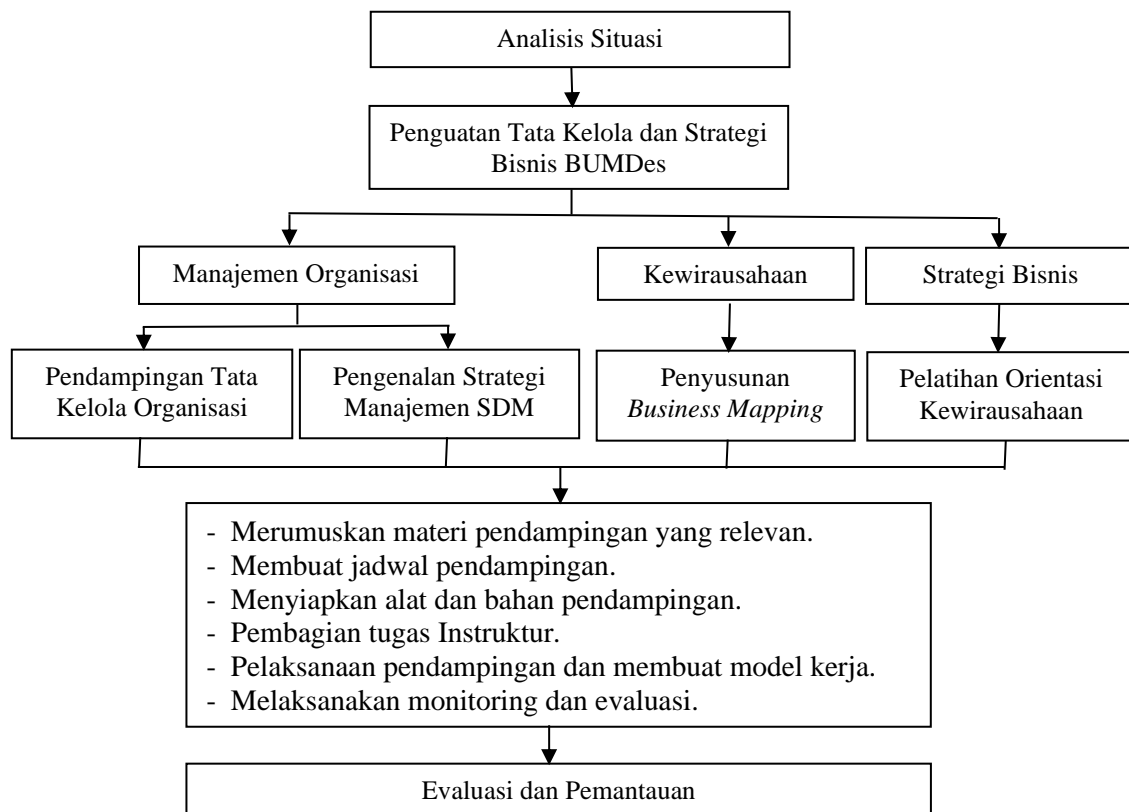 Analisis Situasi
Penguatan Tata Kelola dan Strategi
Bisnis BUMDes
Manajemen Organisasi
Kewirausahaan
Strategi Bisnis
Pendampingan Tata
Kelola Organisasi
Pengenalan Strategi
Manajemen SDM
Penyusunan
Business Mapping
Pelatihan Orientasi
Kewirausahaan
- Merumuskan materi pendampingan yang relevan.
- Membuat jadwal pendampingan.
- Menyiapkan alat dan bahan pendampingan.
- Pembagian tugas Instruktur.
- Pelaksanaan pendampingan dan membuat model kerja.
- Melaksanakan monitoring dan evaluasi.
Evaluasi dan Pemantauan